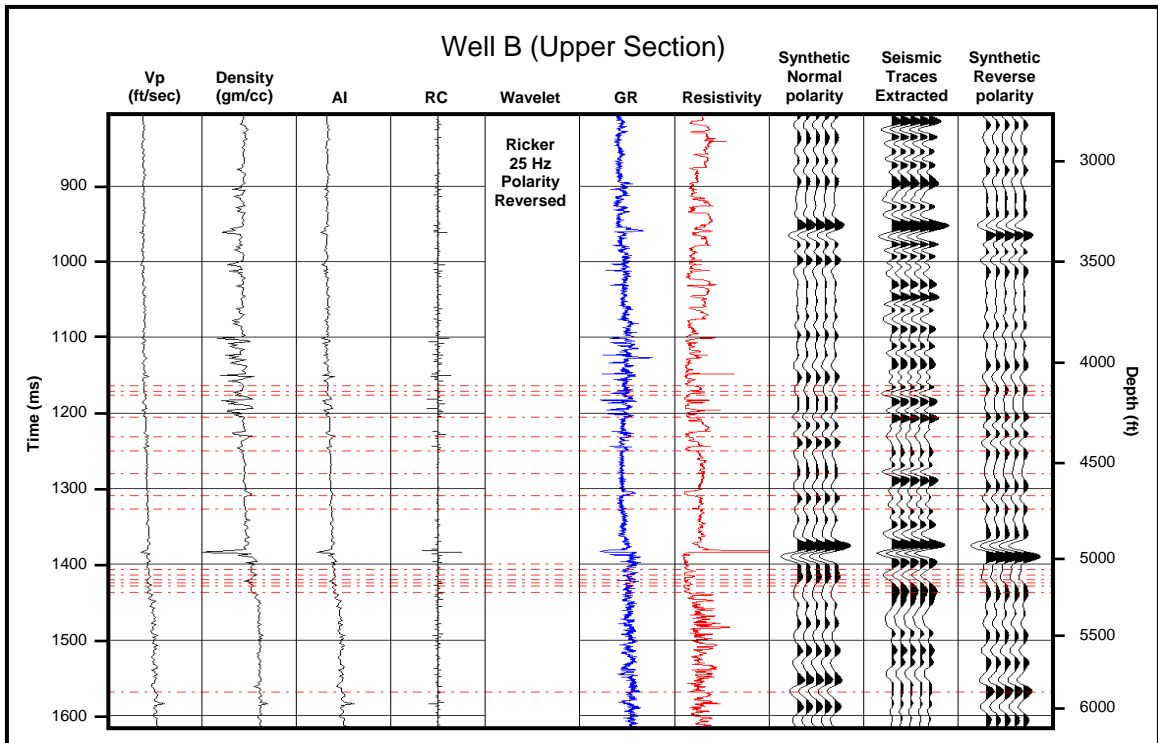 Well B (Upper Section)
Vp
(ft/sec)
Density
(gm/cc)
AI
RC
Wavelet
GR
Resistivity
Synthetic
Normal
polarity
Seismic
Traces
Extracted
Synthetic
Reverse
polarity
Ricker
25 Hz
Polarity
Reversed
Time (ms)
900
1000
1100
1200
1300
1400
1500
1600
3000
3500
4000
4500
5000
5500
6000
Depth (ft)